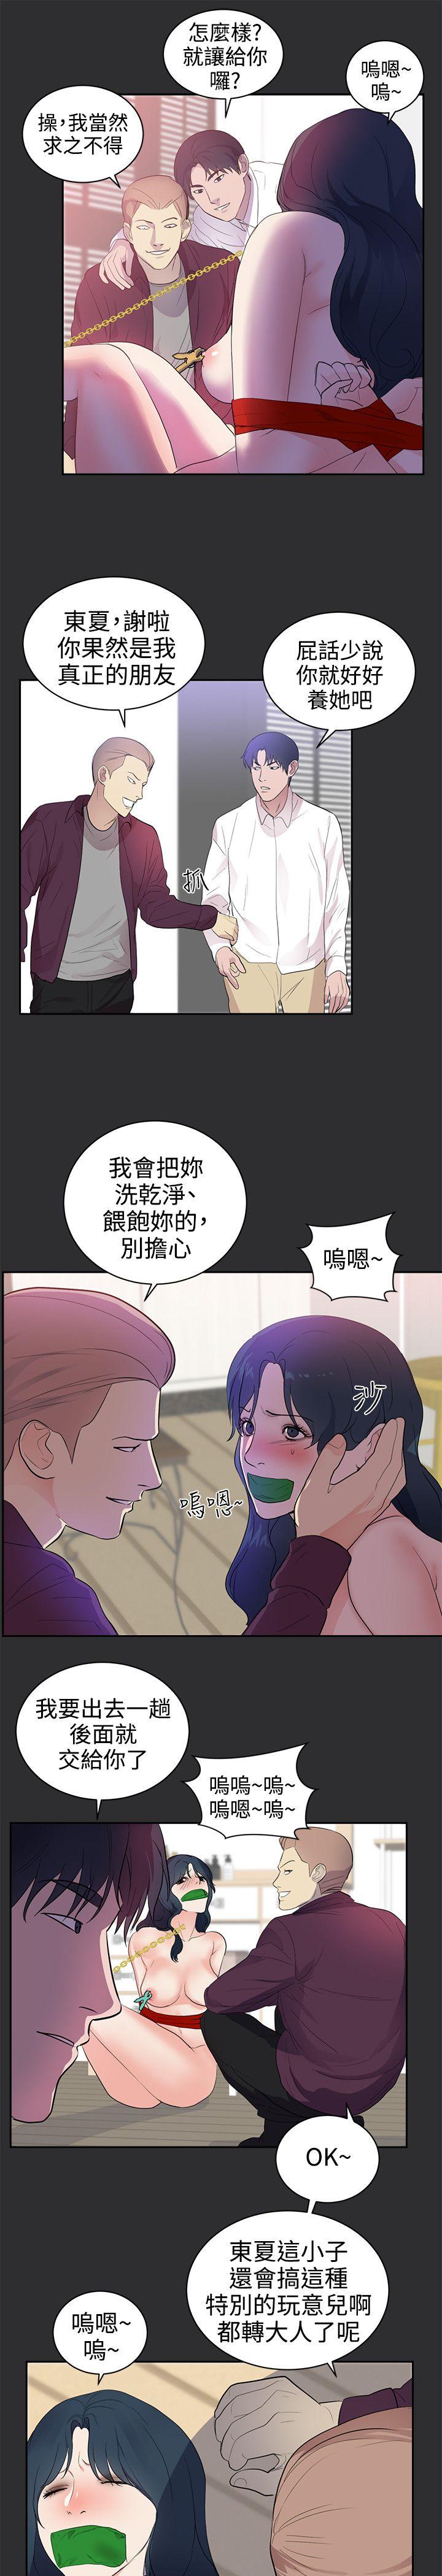 怎麼樣?
就讓給你
囉?
嗚嗯~
嗚~
操,我當然
求之不得
東夏,謝啦
你果然是我
真正的朋友
屁話少說
你就好好
養她吧
抓
我會把妳
洗乾淨、
餵飽妳的,
別擔心
嗚嗯~
沙
嗚嗯~
我要出去一趟
後面就
交給你了
嗚嗚~嗚~
嗚嗯~嗚~
OK~
東夏這小子
還會搞這種
特別的玩意兒啊
都轉大人了呢
嗚嗯~
嗚~